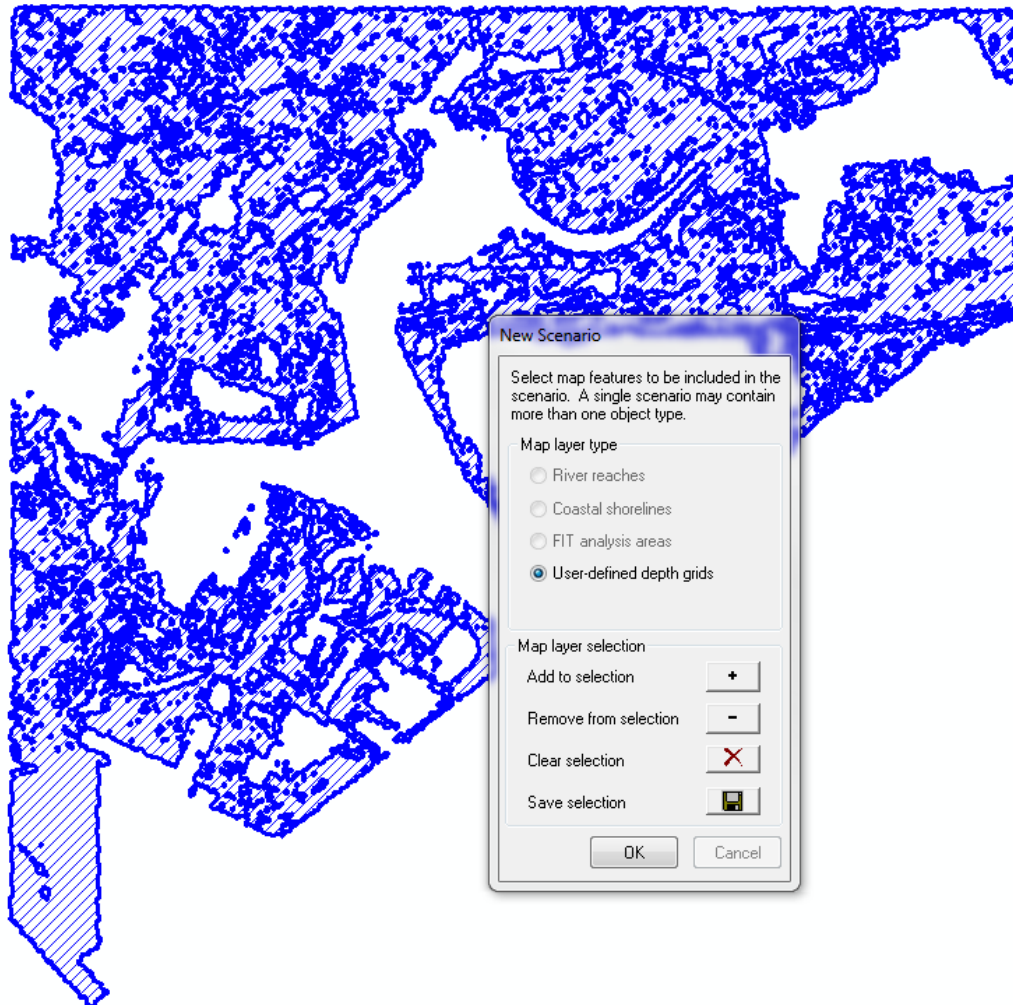 New Scenario
Select map features to be included in the
scenario. A single scenario may contain
more than one object type.
Map layer type
River reaches
Coastal shorelines
FIT analysis areas
User-defined depth grids
Map layer selection
Add to selection +
Remove from selection -
Clear selection
Save selection
OK Cancel